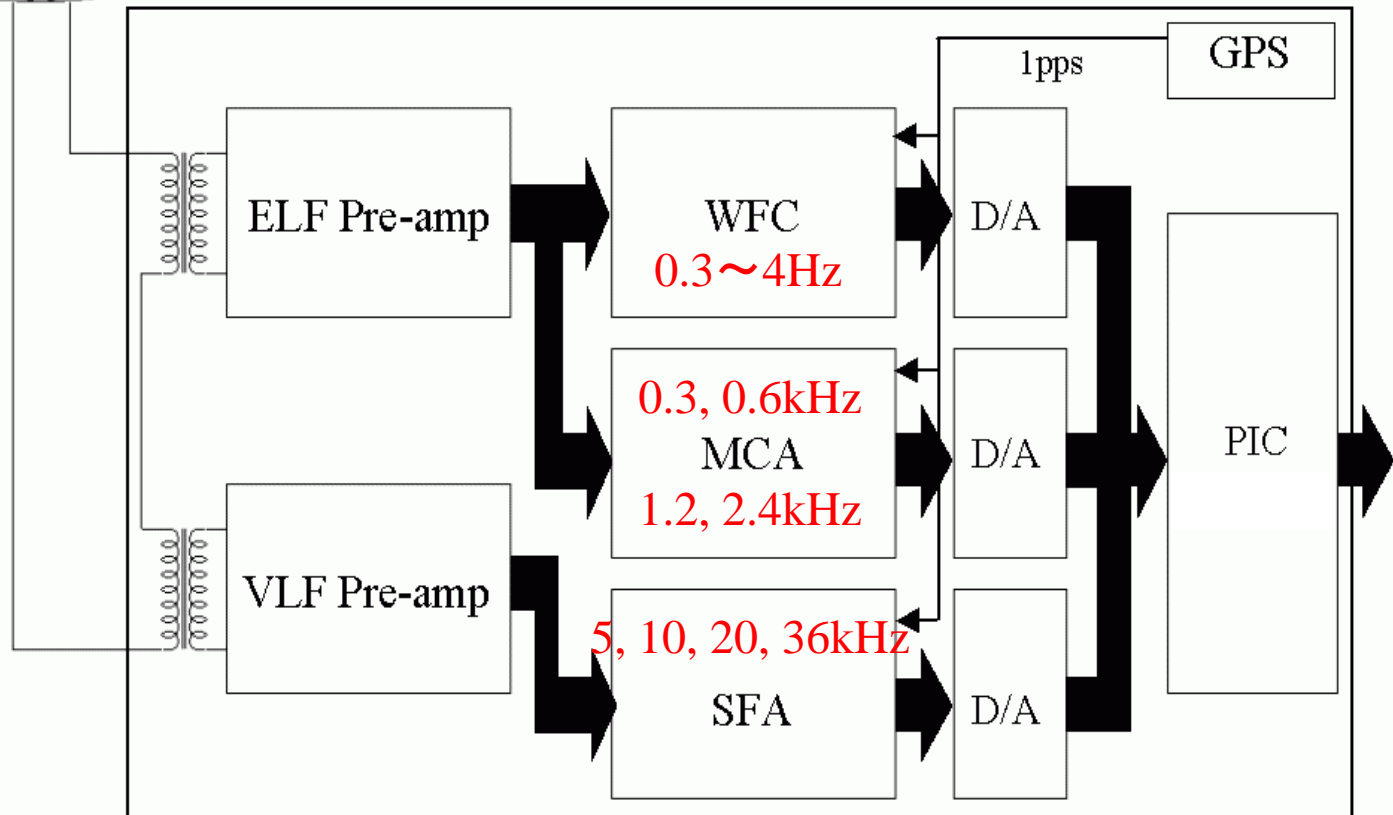 GPS
1pps
ELF Pre-amp
WFC
0.3〜4Hz
D/A
0.3, 0.6kHz
MCA
1.2, 2.4kHz
D/A
PIC
VLF Pre-amp
5, 10, 20, 36kHz
SFA
D/A